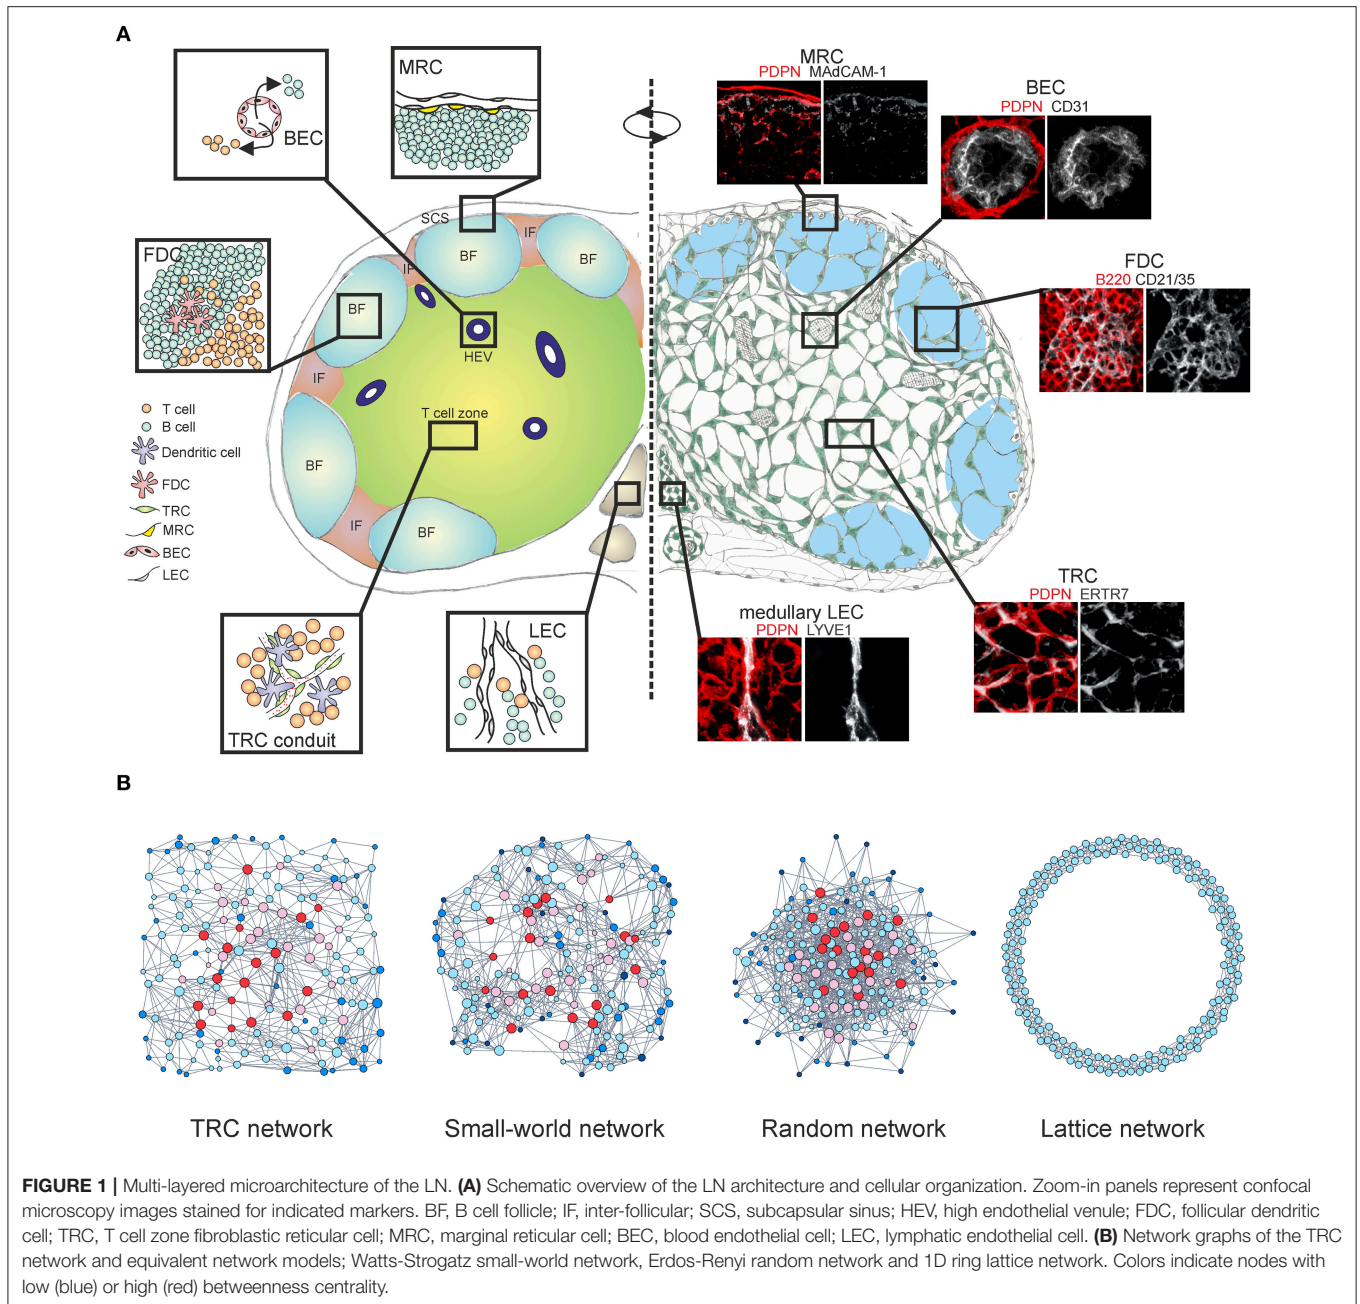 A
BEC
MRC
MRC
PDPN MAdCAM-1
BEC
PDPN CD31
FDC
SCS
IF
BF
BF
IF
BF
HEV
IF
T cell zone
BF
IF
BF
FDC
B220 CD21/35
T cell
B cell
Dendritic cell
FDC
TRC
MRC
BEC
LEC
TRC conduit
LEC
medullary LEC
PDPN LYVE1
TRC
PDPN ERTR7
B
TRC network
Small-world network
Random network
Lattice network
FIGURE 1 | Multi-layered microarchitecture of the LN. (A) Schematic overview of the LN architecture and cellular organization. Zoom-in panels represent confocal
microscopy images stained for indicated markers. BF, B cell follicle; IF, inter-follicular; SCS, subcapsular sinus; HEV, high endothelial venule; FDC, follicular dendritic
cell; TRC, T cell zone fibroblastic reticular cell; MRC, marginal reticular cell; BEC, blood endothelial cell; LEC, lymphatic endothelial cell. (B) Network graphs of the TRC
network and equivalent network models; Watts-Strogatz small-world network, Erdos-Renyi random network and 1D ring lattice network. Colors indicate nodes with
low (blue) or high (red) betweenness centrality.